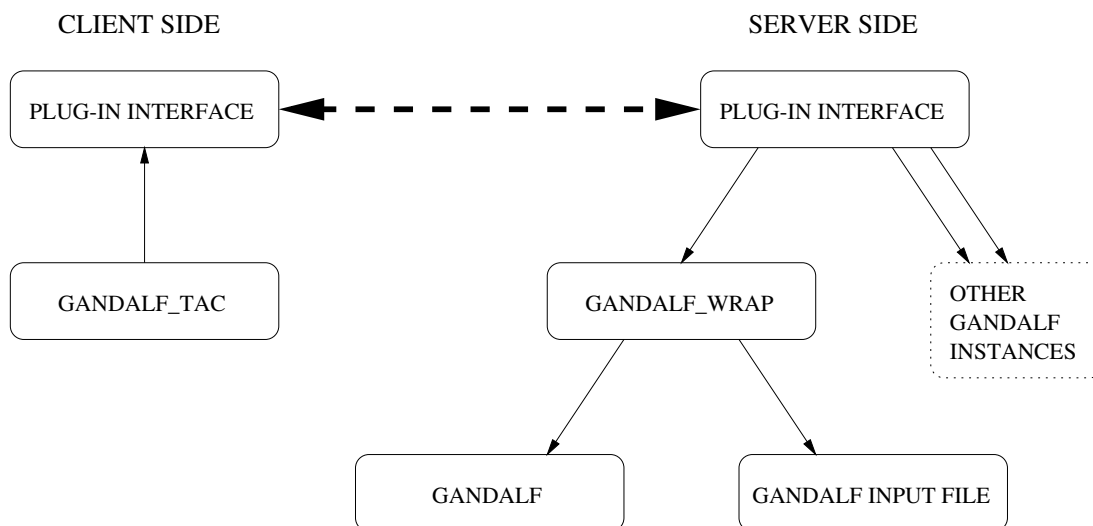 CLIENT SIDE
SERVER SIDE
PLUG-IN INTERFACE
PLUG-IN INTERFACE
GANDALF_TAC
GANDALF_WRAP
OTHER
GANDALF
INSTANCES
GANDALF
GANDALF INPUT FILE